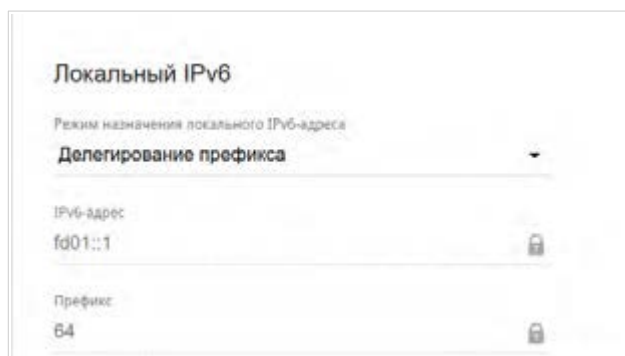 Локальный IPv6
Режим назначения локального IPv6-адреса
Делегирование префикса
IPv6-адрес
fd01::1
Префикс
64